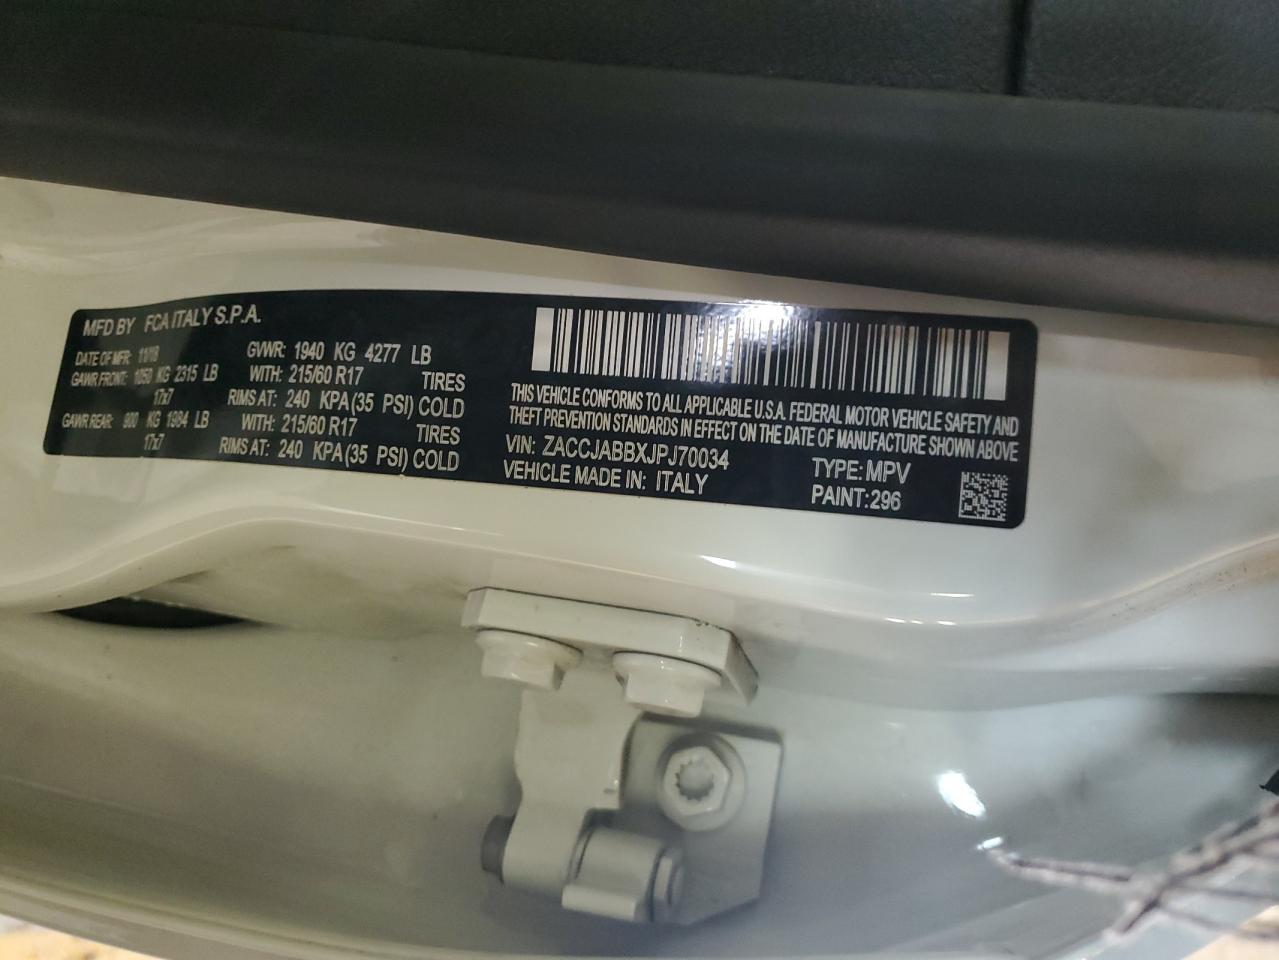 MFD BY FCA ITALY S.P.A.
DATE OF MFR: 11/18 GVWR: 1940 KG 4277 LB
GAWR FRONT: 1050 KG 2315 LB WITH: 215/60 R17 TIRES
17x7 RIMS AT: 240 KPA(35 PSI) COLD
GAWR REAR: 900 KG 1984 LB WITH: 215/60 R17 TIRES
17x7 RIMS AT: 240 KPA(35 PSI) COLD
THIS VEHICLE CONFORMS TO ALL APPLICABLE U.S.A. FEDERAL MOTOR VEHICLE SAFETY AND
THEFT PREVENTION STANDARDS IN EFFECT ON THE DATE OF MANUFACTURE SHOWN ABOVE
VIN: ZACCJABBXJPJ70034 TYPE: MPV
VEHICLE MADE IN: ITALY PAINT: 296